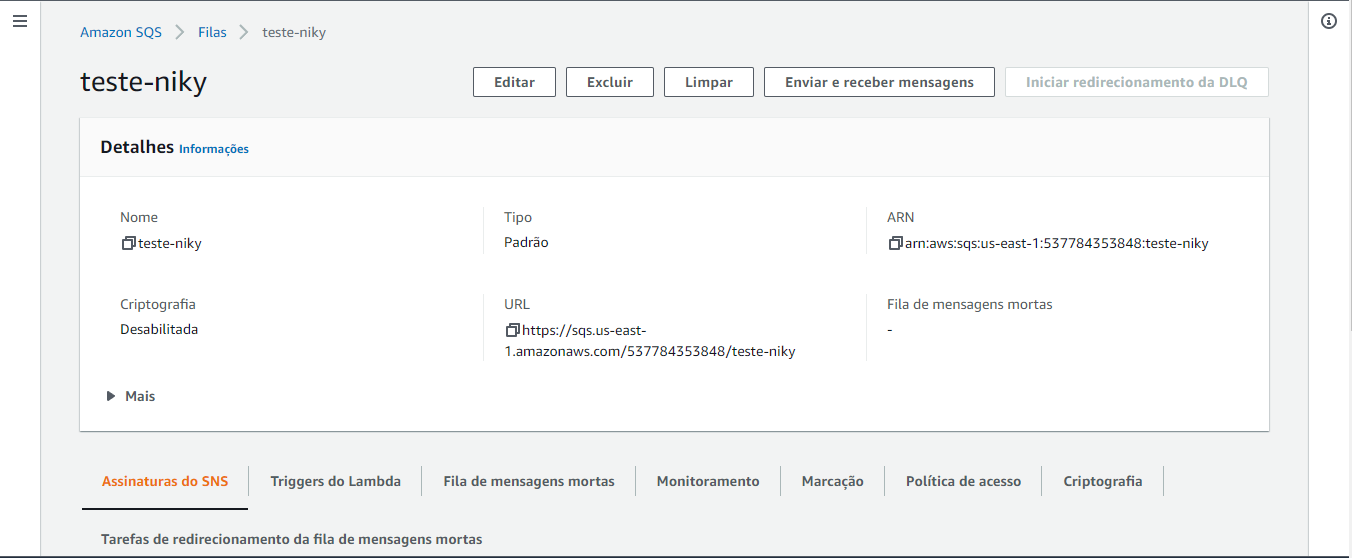 Amazon SQS > Filas > teste-niky
teste-niky
Editar Excluir Limpar Enviar e receber mensagens Iniciar redirecionamento da DLQ
Detalhes Informações
Nome Tipo ARN
teste-niky Padrão arn:aws:sqs:us-east-1:537784353848:teste-niky
Criptografia URL Fila de mensagens mortas
Desabilitada https://sqs.us-east- -
1.amazonaws.com/537784353848/teste-niky
Mais
Assinaturas do SNS Triggers do Lambda Fila de mensagens mortas Monitoramento Marcação Política de acesso Criptografia
Tarefas de redirecionamento da fila de mensagens mortas